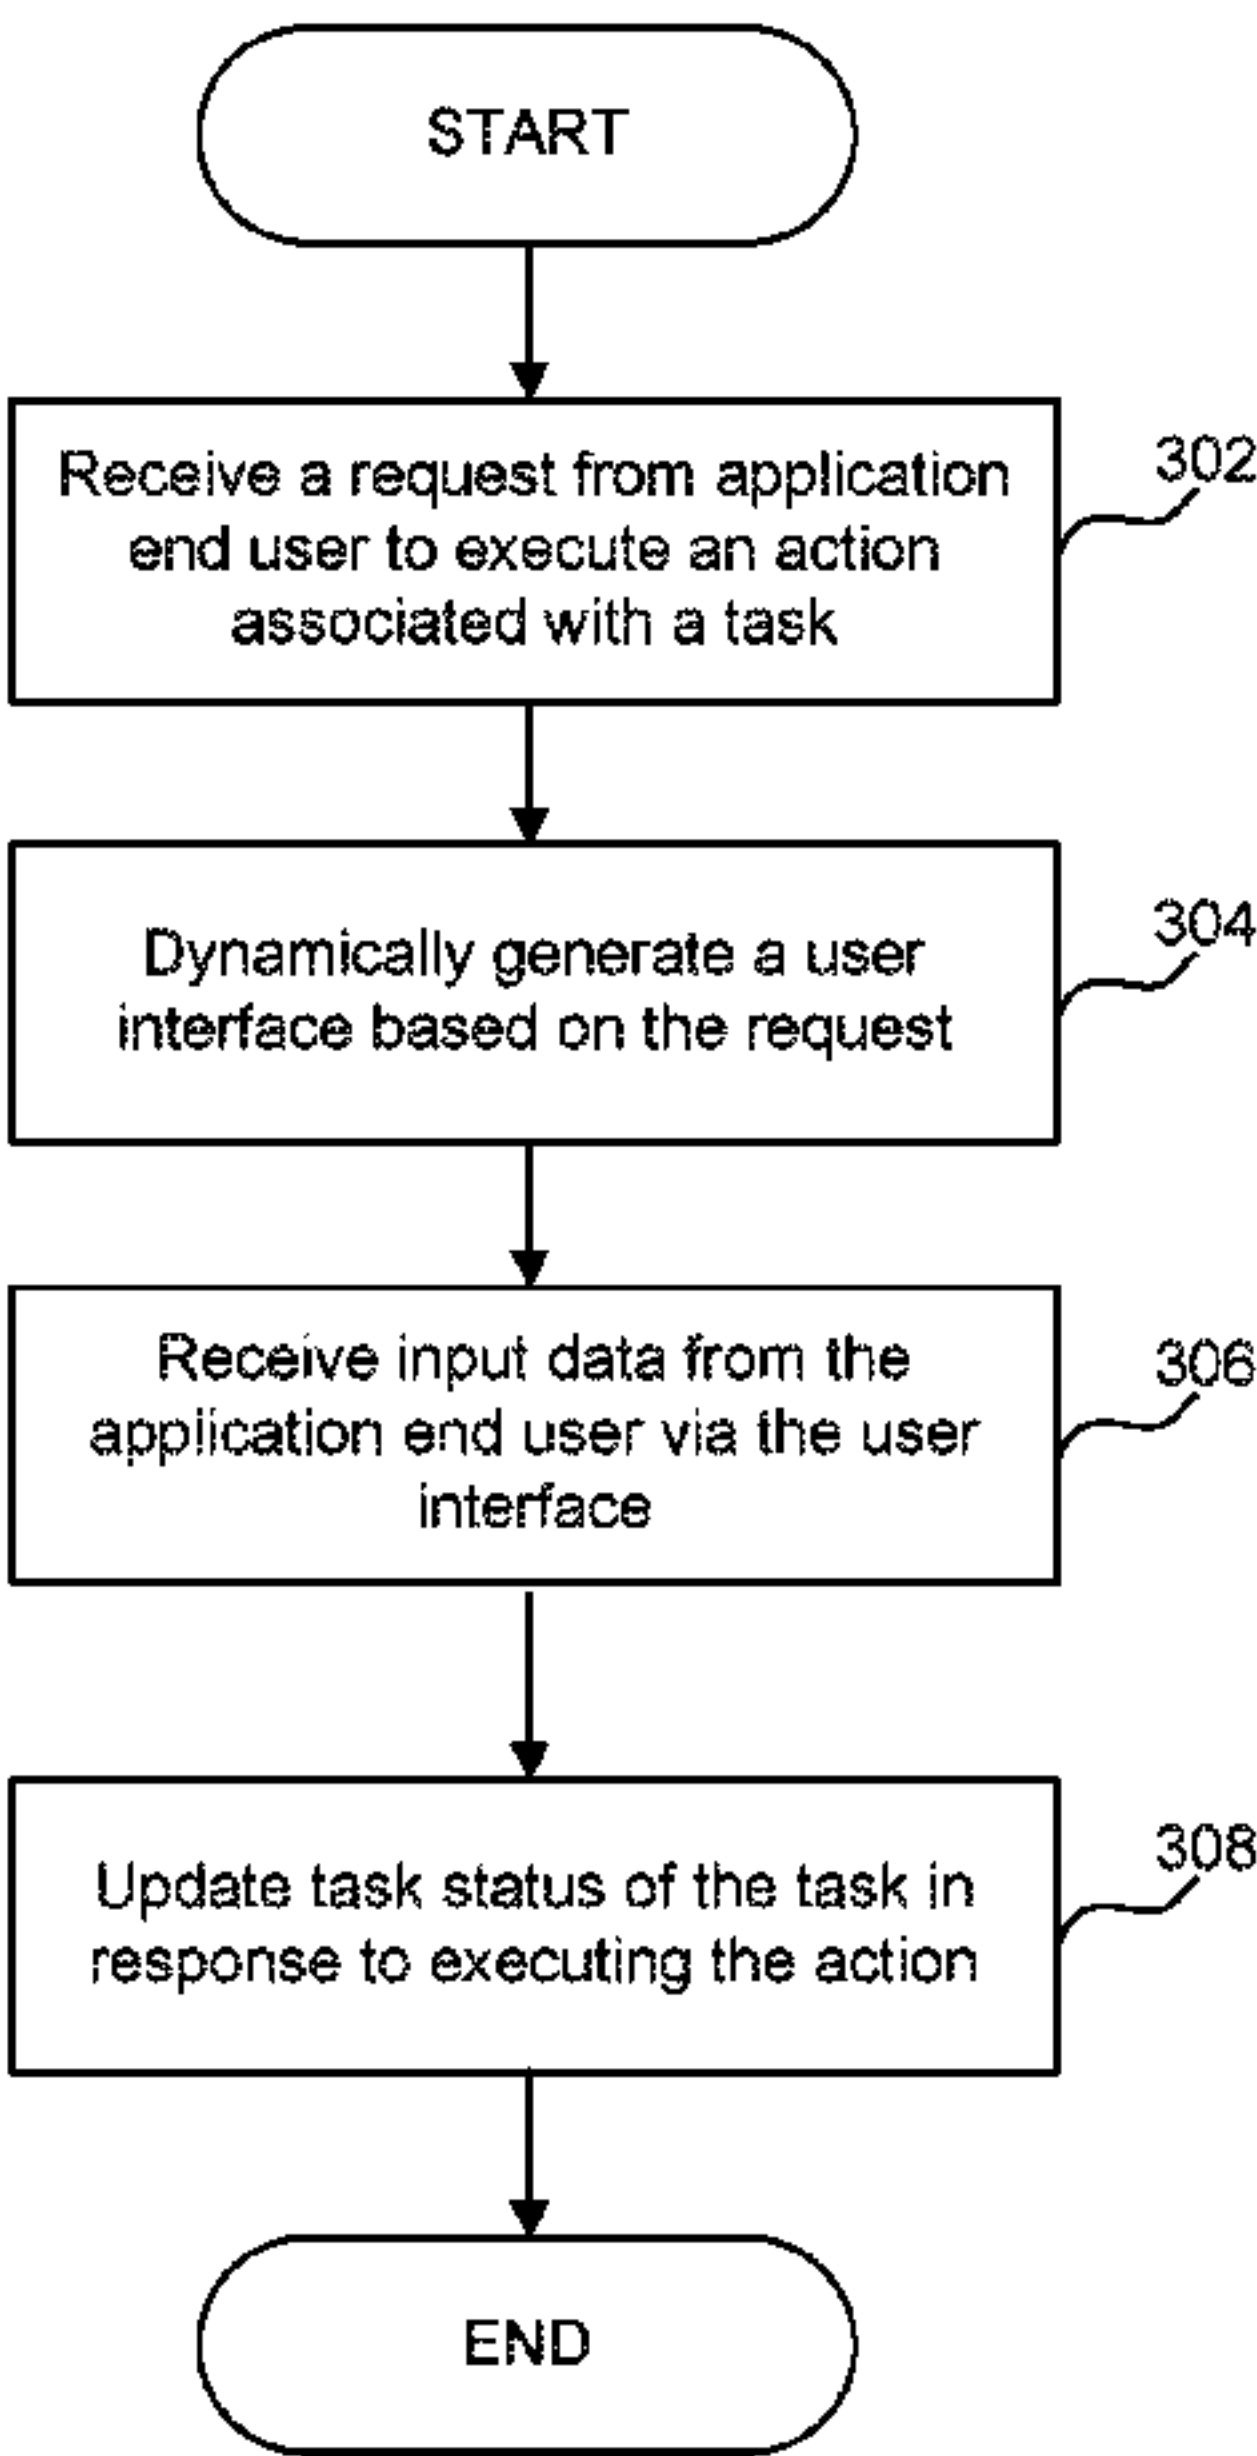 START
Receive a request from application
end user to execute an action
associated with a task
302
Dynamically generate a user
interface based on the request
304
Receive input data from the
application end user via the user
interface
306
Update task status of the task in
response to executing the action
308
END